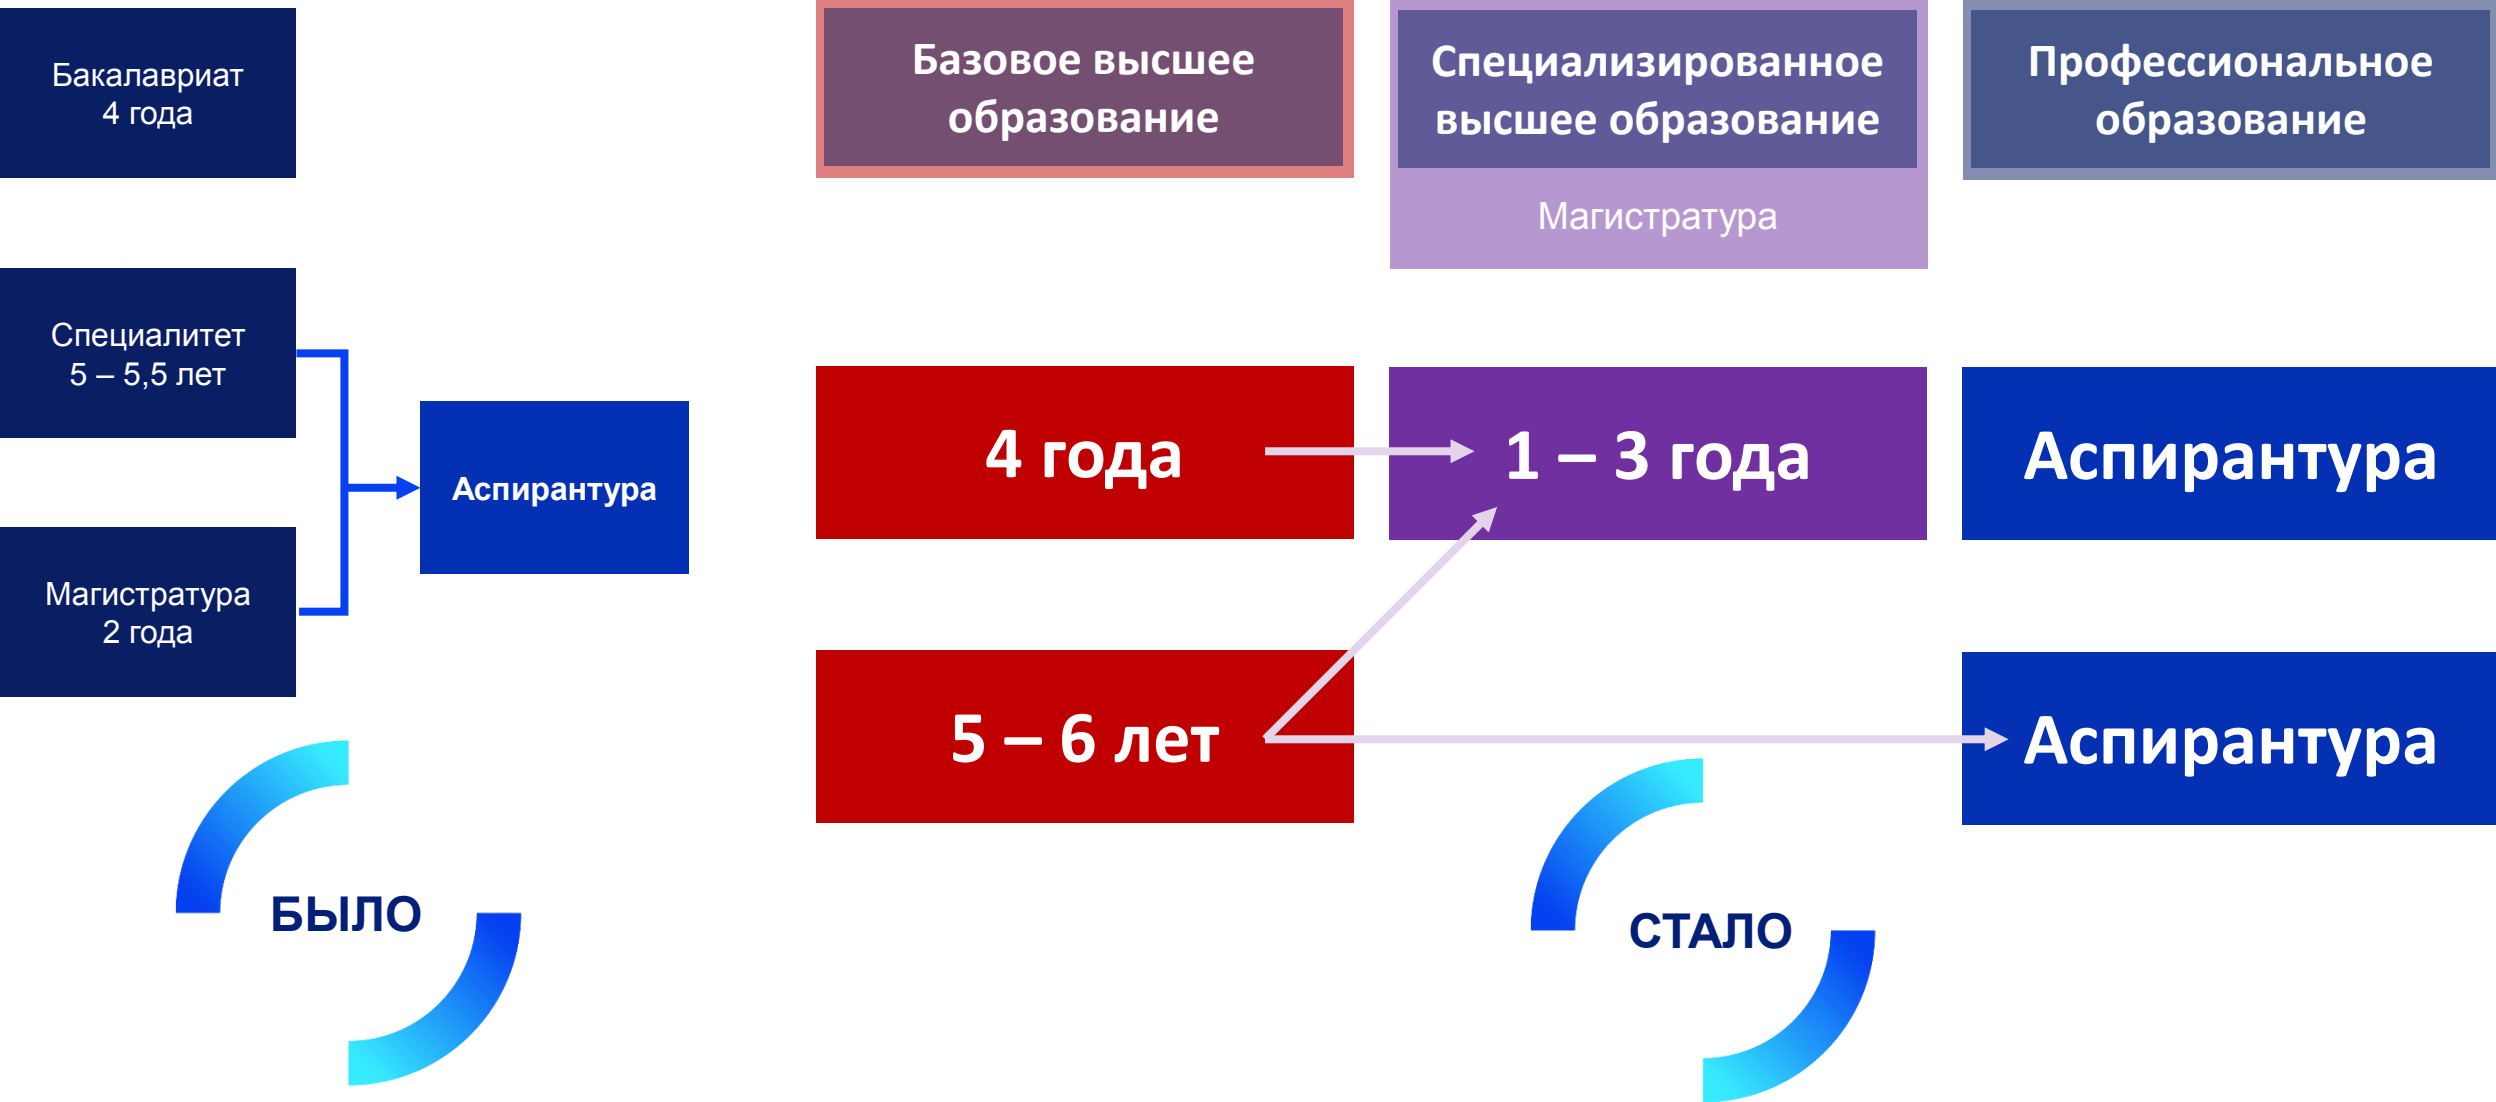 Бакалавриат
4 года
Специалитет
5 – 5,5 лет
Магистратура
2 года
Аспирантура
БЫЛО
Базовое высшее
образование
Специализированное
высшее образование
Магистратура
Профессиональное
образование
4 года
1 – 3 года
Аспирантура
5 – 6 лет
Аспирантура
СТАЛО